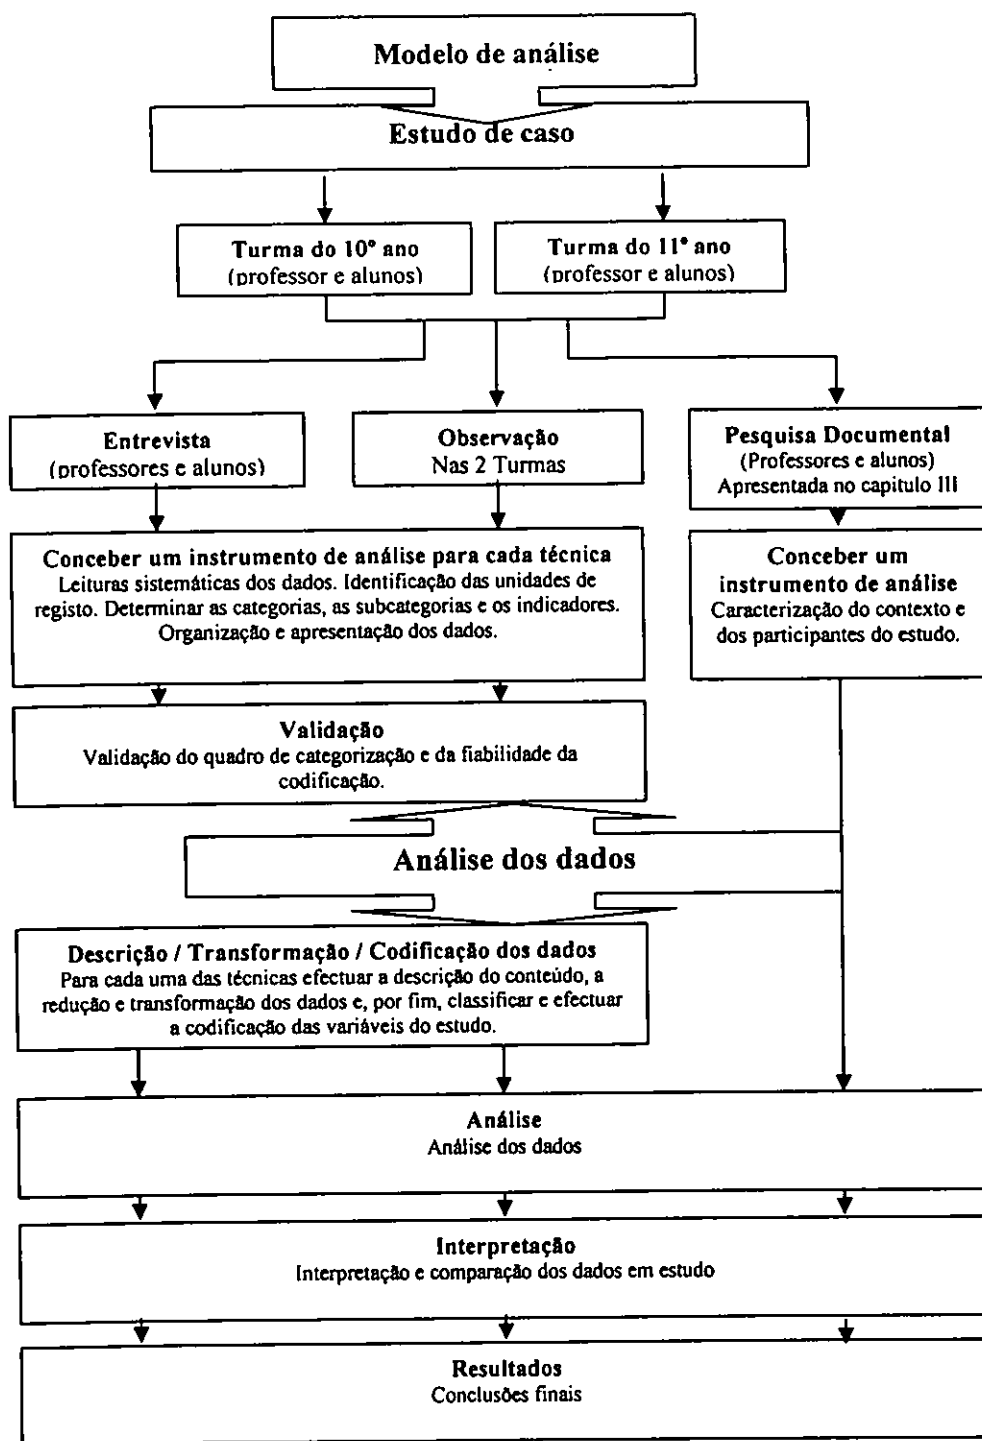 Modelo de análise
Estudo de caso
Turma do 10º ano
(professor e alunos)
Turma do 11º ano
(professor e alunos)
Entrevista
(professores e alunos)
Observação
Nas 2 Turmas
Pesquisa Documental
(Professores e alunos)
Apresentada no capitulo III
Conceber um instrumento de análise para cada técnica
Leituras sistemáticas dos dados. Identificação das unidades de
registo. Determinar as categorias, as subcategorias e os indicadores.
Organização e apresentação dos dados.
Conceber um
instrumento de análise
Caracterização do contexto e
dos participantes do estudo.
Validação
Validação do quadro de categorização e da fiabilidade da
codificação.
Análise dos dados
Descrição / Transformação / Codificação dos dados
Para cada uma das técnicas efectuar a descrição do conteúdo, a
redução e transformação dos dados e, por fim, classificar e efectuar
a codificação das variáveis do estudo.
Análise
Análise dos dados
Interpretação
Interpretação e comparação dos dados em estudo
Resultados
Conclusões finais